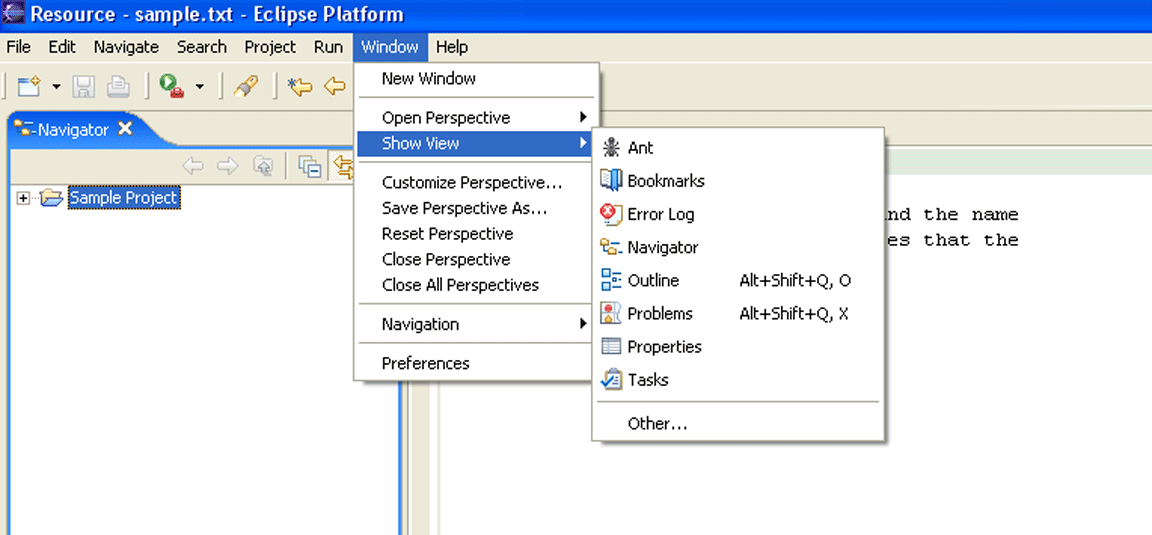 Resource - sample.txt - Eclipse Platform
File Edit Navigate Search Project Run Window Help
New Window
Open Perspective
Show View
Customize Perspective...
Save Perspective As...
Reset Perspective
Close Perspective
Close All Perspectives
Navigation
Preferences
Navigator
Sample Project
Ant
Bookmarks
Error Log
Navigator
Outline Alt+Shift+Q, O
Problems Alt+Shift+Q, X
Properties
Tasks
Other...
the name
that the